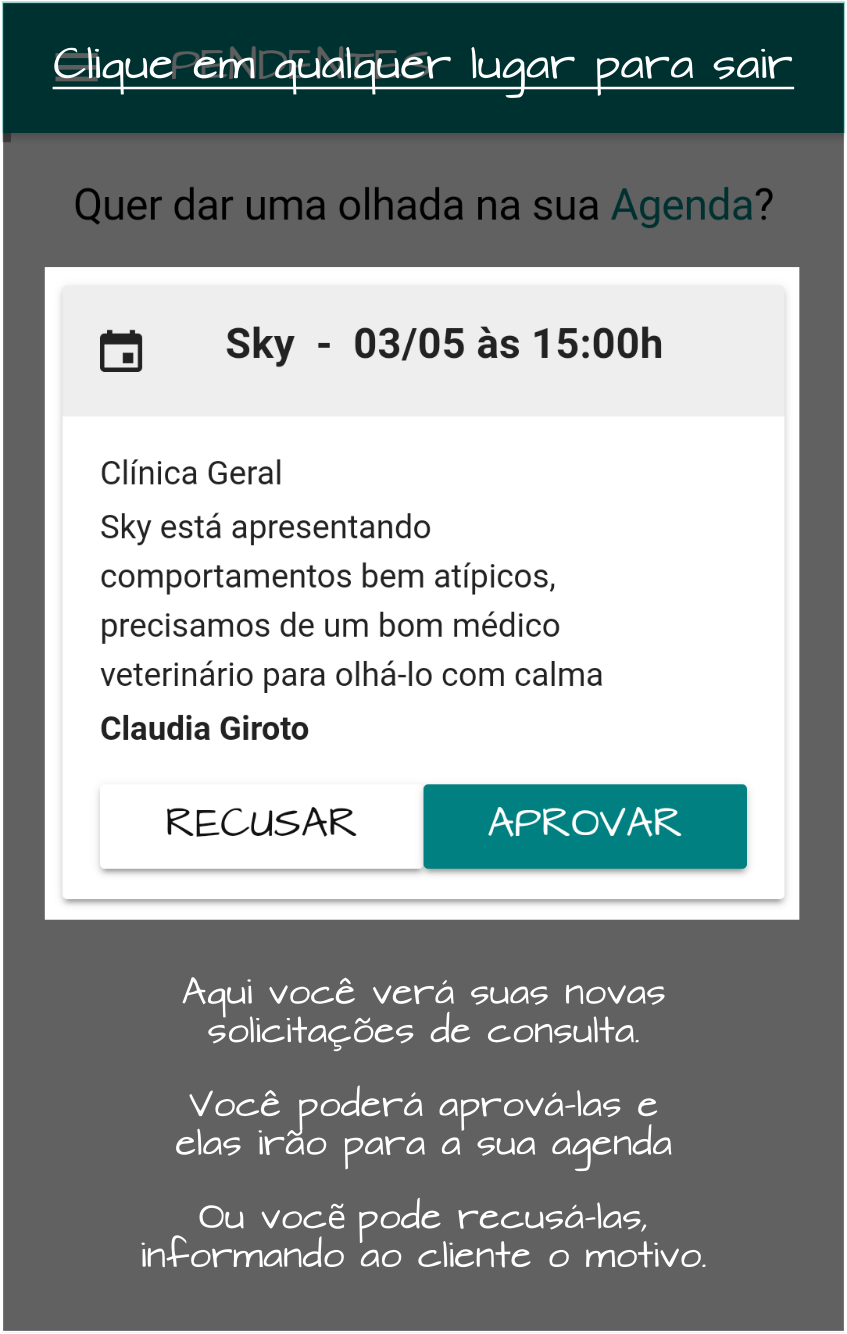 Clique em qualquer lugar para sair
PENDENTES
Quer dar uma olhada na sua Agenda?
Sky - 03/05 às 15:00h
Clínica Geral
Sky está apresentando
comportamentos bem atípicos,
precisamos de um bom médico
veterinário para olhá-lo com calma
Claudia Giroto
RECUSAR
APROVAR
Aqui você verá suas novas
solicitações de consulta.
Você poderá aprová-las e
elas irão para a sua agenda
Ou vocẽ pode recusá-las,
informando ao cliente o motivo.